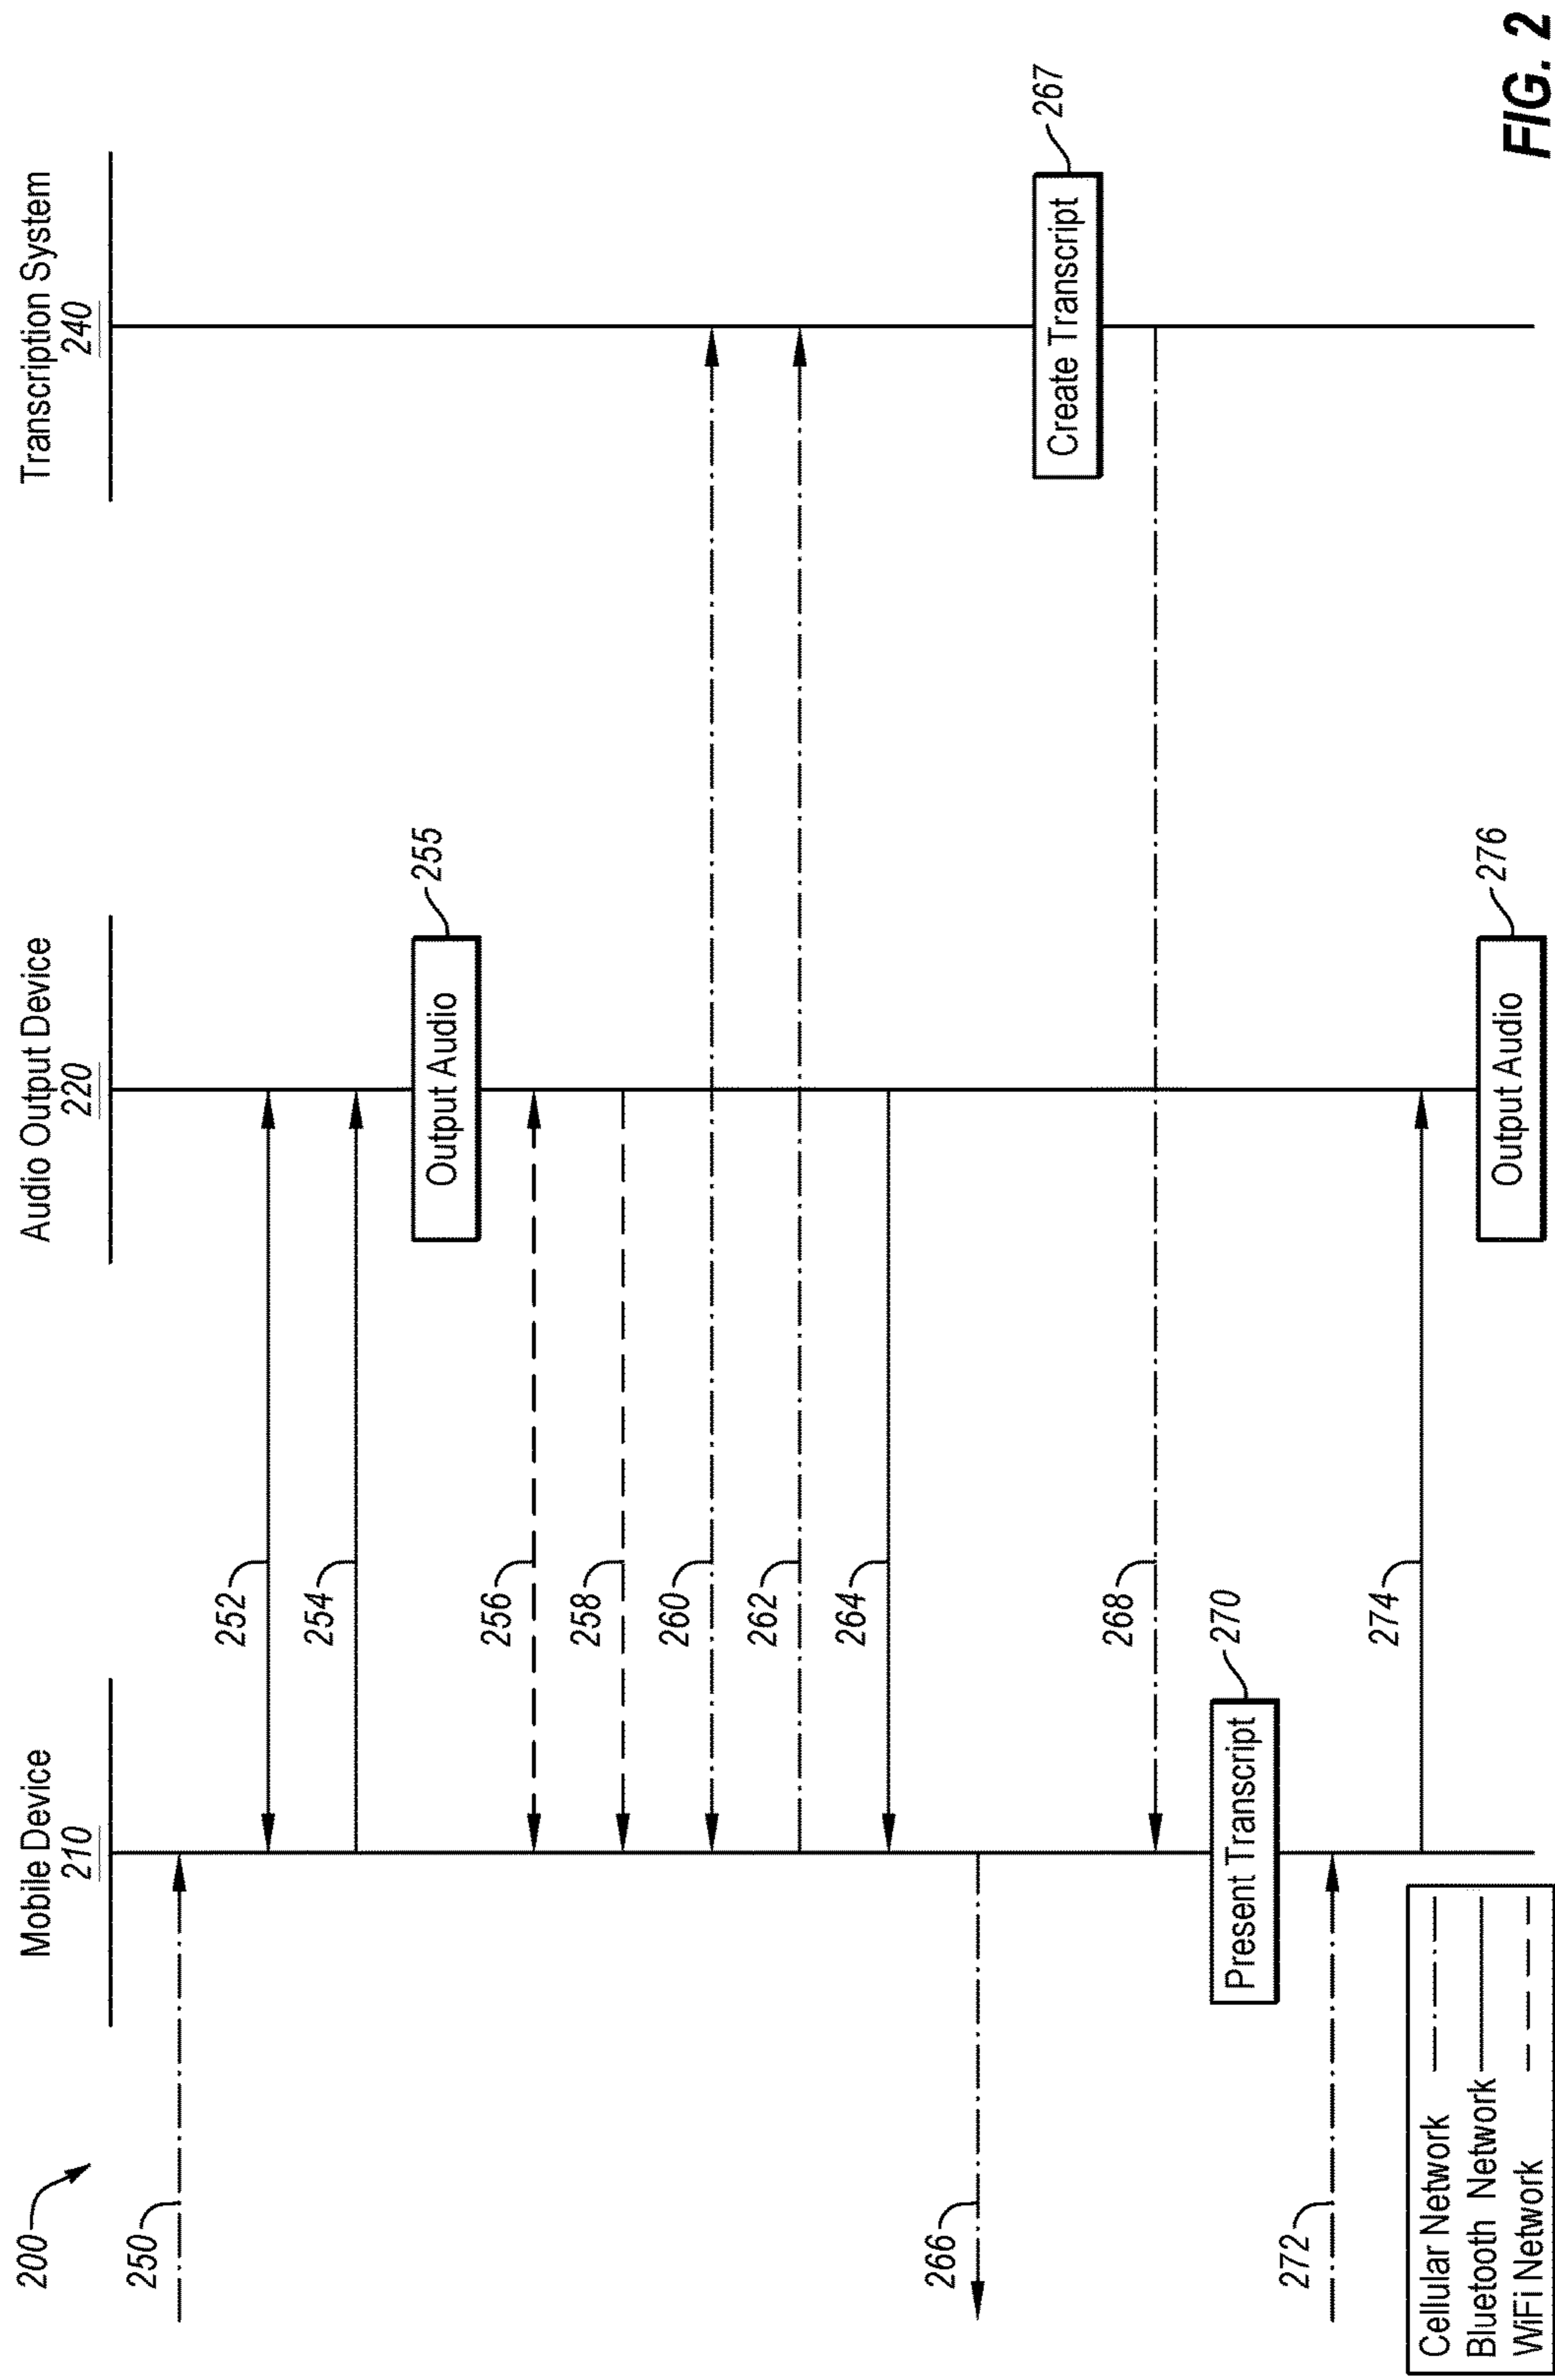 200
Mobile Device
210
Audio Output Device
220
Transcription System
240
250
252
254
Output Audio
255
256
258
260
262
264
266
Create Transcript
267
268
Present Transcript
270
272
274
Output Audio
276
Cellular Network
Bluetooth Network
WiFi Network
FIG. 2